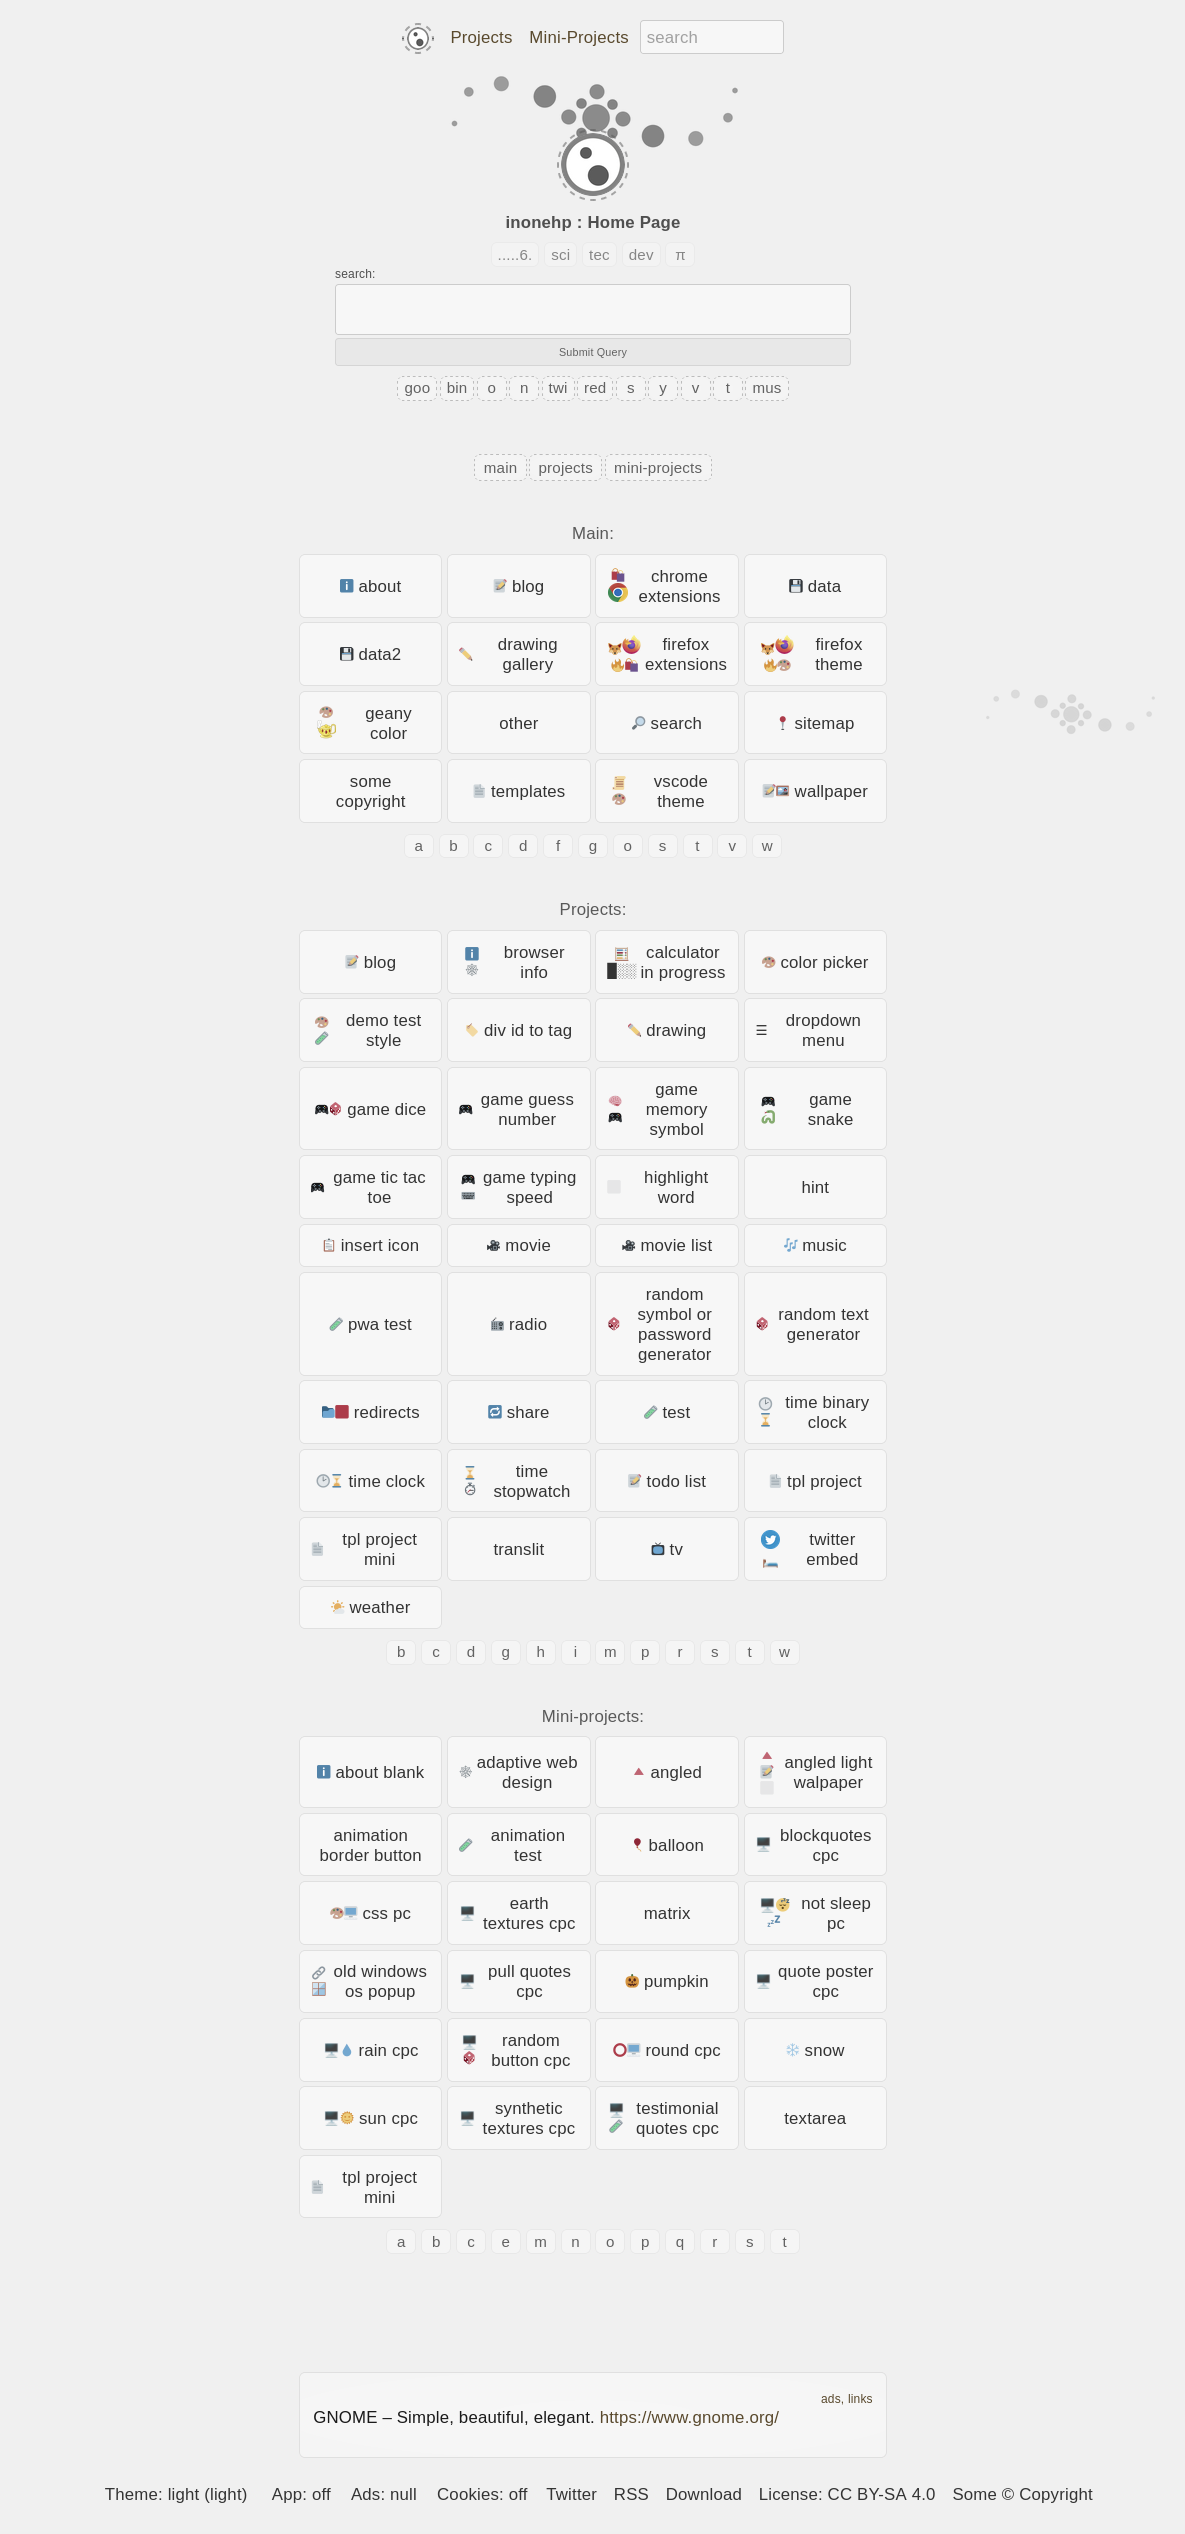 Projects Mini-Projects search
inonehp : Home Page
.....6. sci tec dev π
search:
Submit Query
goo bin o n twi red s y v t mus
main projects mini-projects
Main:
about
blog
chrome
extensions
data
data2
drawing
gallery
firefox
extensions
firefox
theme
geany
color
other
search
sitemap
some
copyright
templates
vscode
theme
wallpaper
a b c d f g o s t v w
Projects:
blog
browser
info
calculator
in progress
color picker
demo test
style
div id to tag
drawing
dropdown
menu
game dice
game guess
number
game
memory
symbol
game
snake
game tic tac
toe
game typing
speed
highlight
word
hint
insert icon
movie
movie list
music
pwa test
radio
random
symbol or
password
generator
random text
generator
redirects
share
test
time binary
clock
time clock
time
stopwatch
todo list
tpl project
tpl project
mini
translit
tv
twitter
embed
weather
b c d g h i m p r s t w
Mini-projects:
about blank
adaptive web
design
angled
angled light
walpaper
animation
border button
animation
test
balloon
blockquotes
cpc
css pc
earth
textures cpc
matrix
not sleep
pc
old windows
os popup
pull quotes
cpc
pumpkin
quote poster
cpc
rain cpc
random
button cpc
round cpc
snow
sun cpc
synthetic
textures cpc
testimonial
quotes cpc
textarea
tpl project
mini
a b c e m n o p q r s t
ads, links
GNOME – Simple, beautiful, elegant. https://www.gnome.org/
Theme: light (light) App: off Ads: null Cookies: off Twitter RSS Download License: CC BY-SA 4.0 Some © Copyright